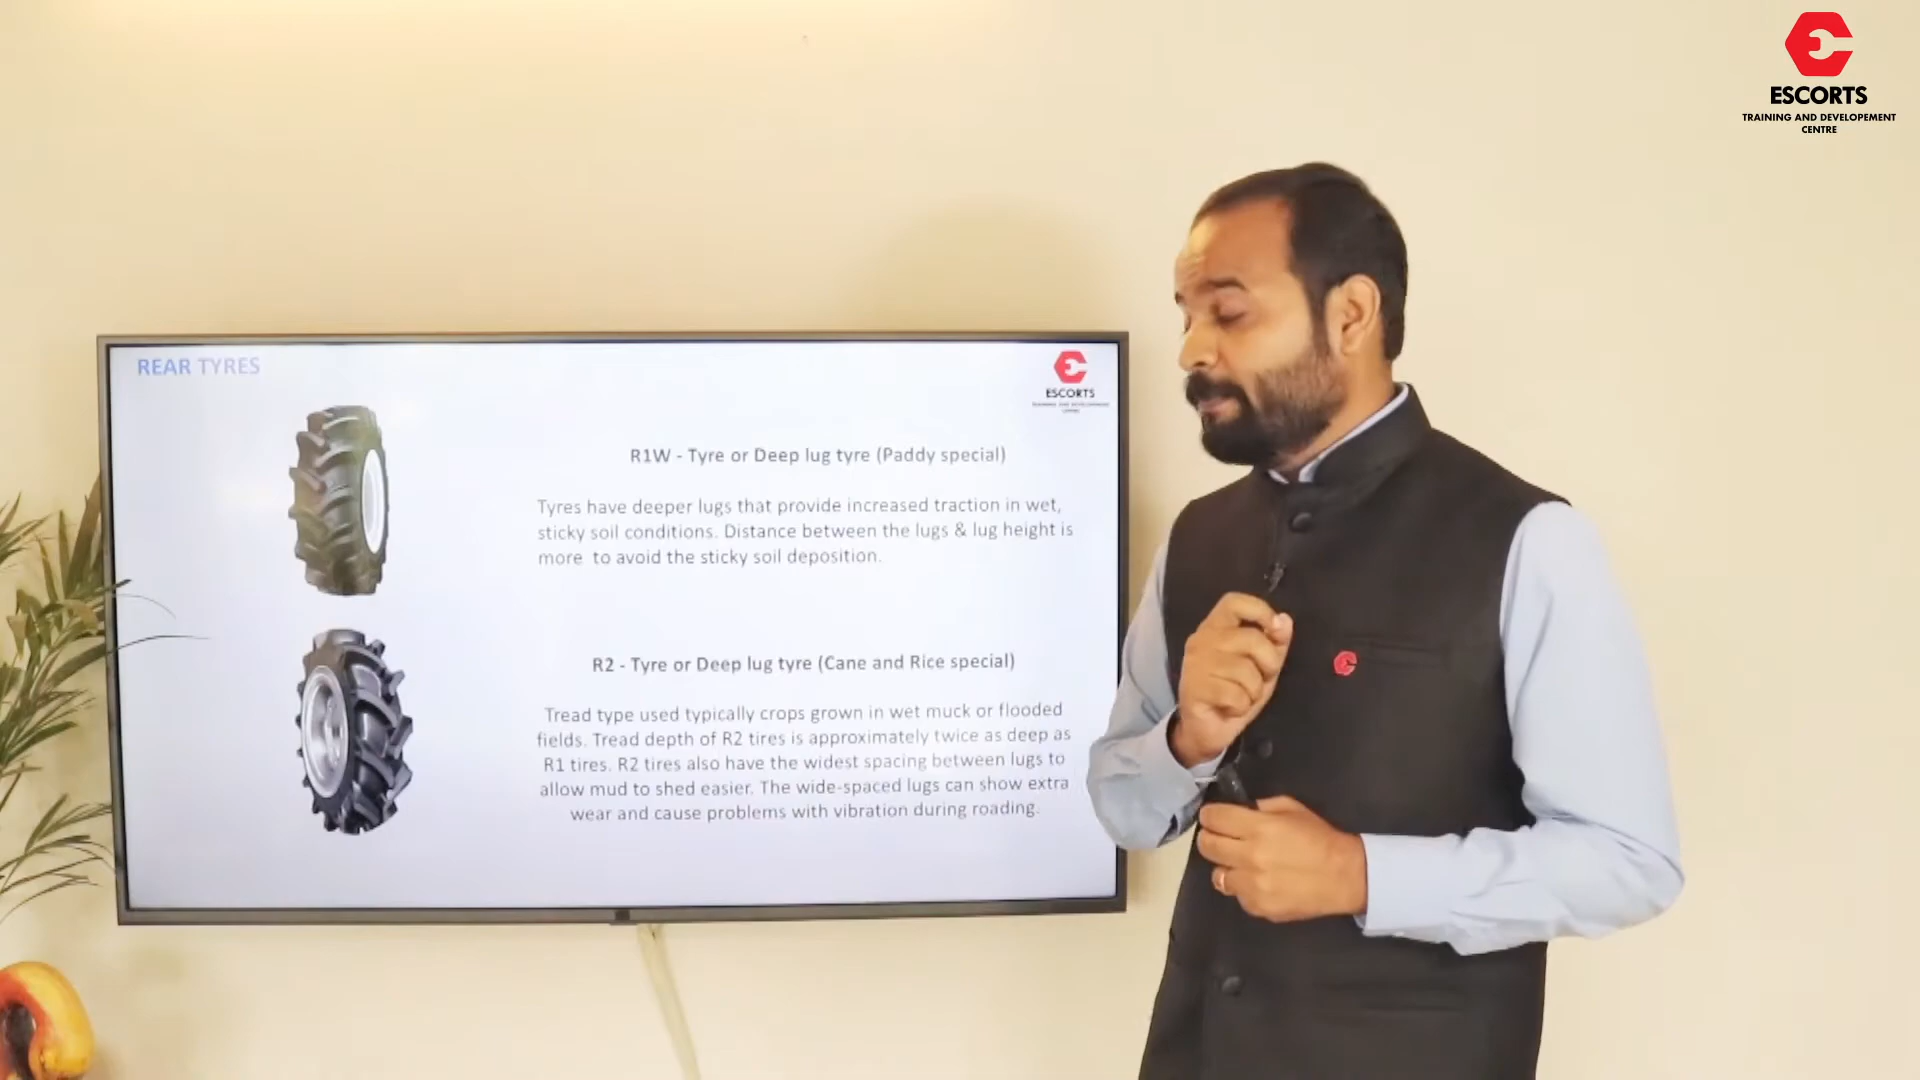 ESCORTS
TRAINING AND DEVELOPEMENT
CENTRE
REAR TYRES
ESCORTS
TRAINING AND DEVELOPEMENT
CENTRE
R1W - Tyre or Deep lug tyre (Paddy special)
Tyres have deeper lugs that provide increased traction in wet,
sticky soil conditions. Distance between the lugs & lug height is
more to avoid the sticky soil deposition.
R2 - Tyre or Deep lug tyre (Cane and Rice special)
Tread type used typically crops grown in wet muck or flooded
fields. Tread depth of R2 tires is approximately twice as deep as
R1 tires. R2 tires also have the widest spacing between lugs to
allow mud to shed easier. The wide-spaced lugs can show extra
wear and cause problems with vibration during roading.